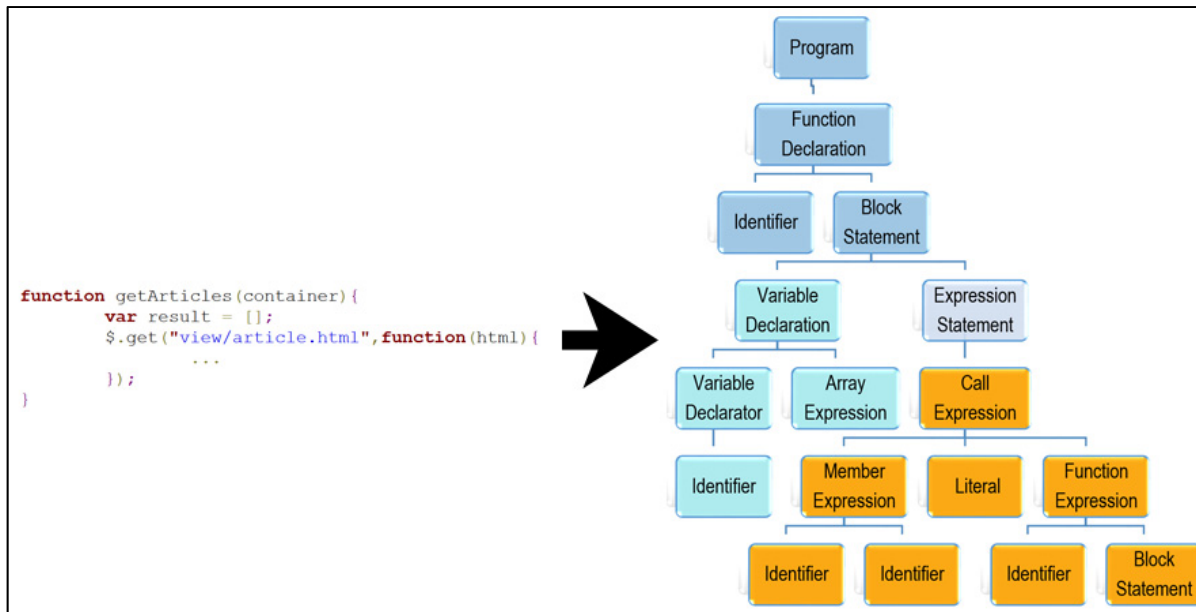 function getArticles(container){
var result = [];
$.get("view/article.html",function(html){
...
});
}
Program
Function
Declaration
Identifier
Block
Statement
Variable
Declaration
Expression
Statement
Variable
Declarator
Array
Expression
Call
Expression
Identifier
Member
Expression
Literal
Function
Expression
Identifier
Identifier
Identifier
Block
Statement